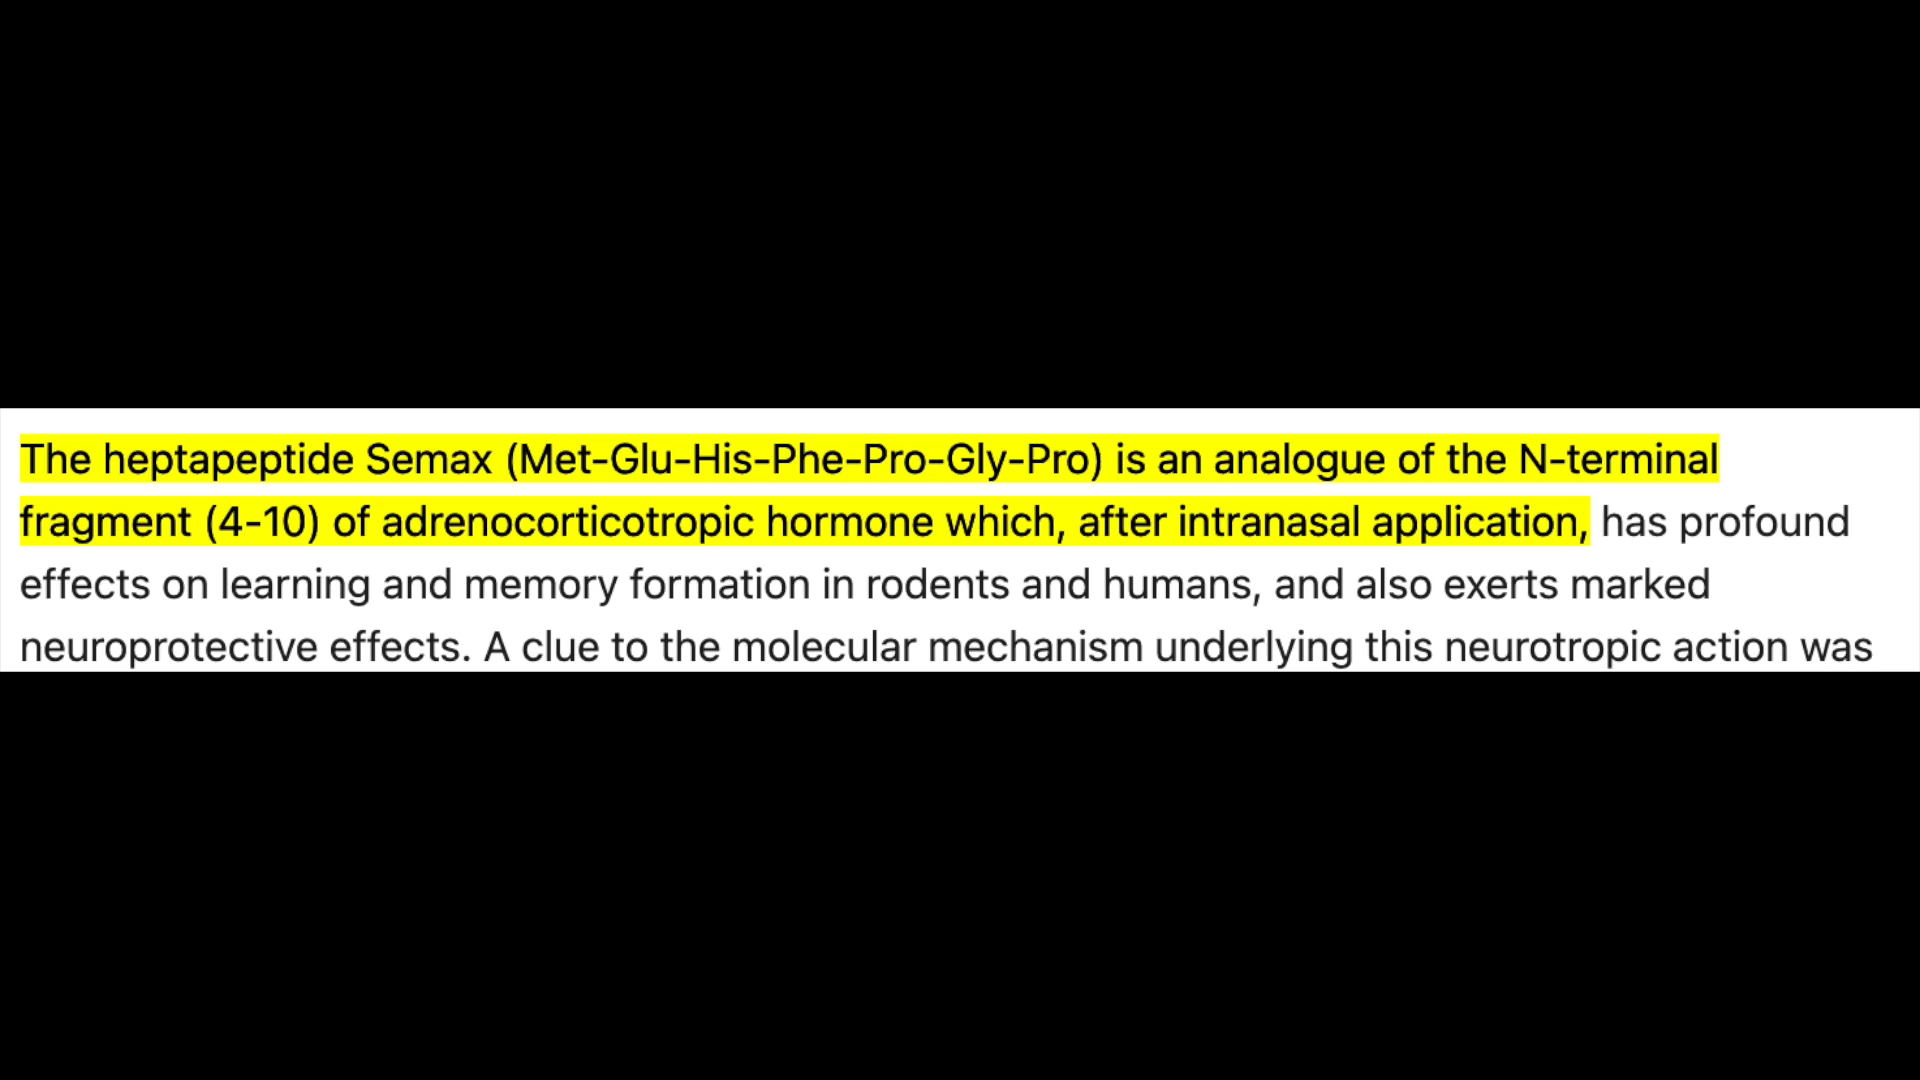 The heptapeptide Semax (Met-Glu-His-Phe-Pro-Gly-Pro) is an analogue of the N-terminal
fragment (4-10) of adrenocorticotropic hormone which, after intranasal application, has profound
effects on learning and memory formation in rodents and humans, and also exerts marked
neuroprotective effects. A clue to the molecular mechanism underlying this neurotropic action was